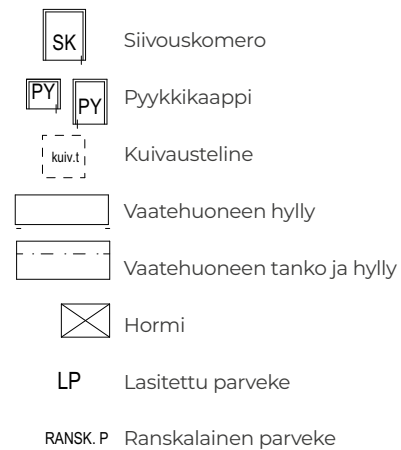 SK Siivouskomero
PY PY Pyykkikaappi
kuiv.t Kuivausteline
Vaatehuoneen hylly
Vaatehuoneen tanko ja hylly
Hormi
LP Lasitettu parveke
RANSK. P Ranskalainen parveke